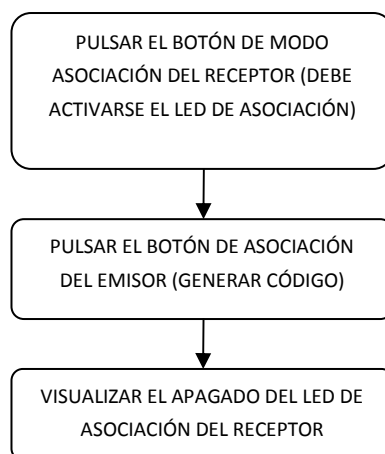 PULSAR EL BOTÓN DE MODO
ASOCIACIÓN DEL RECEPTOR (DEBE
ACTIVARSE EL LED DE ASOCIACIÓN)
PULSAR EL BOTÓN DE ASOCIACIÓN
DEL EMISOR (GENERAR CÓDIGO)
VISUALIZAR EL APAGADO DEL LED DE
ASOCIACIÓN DEL RECEPTOR